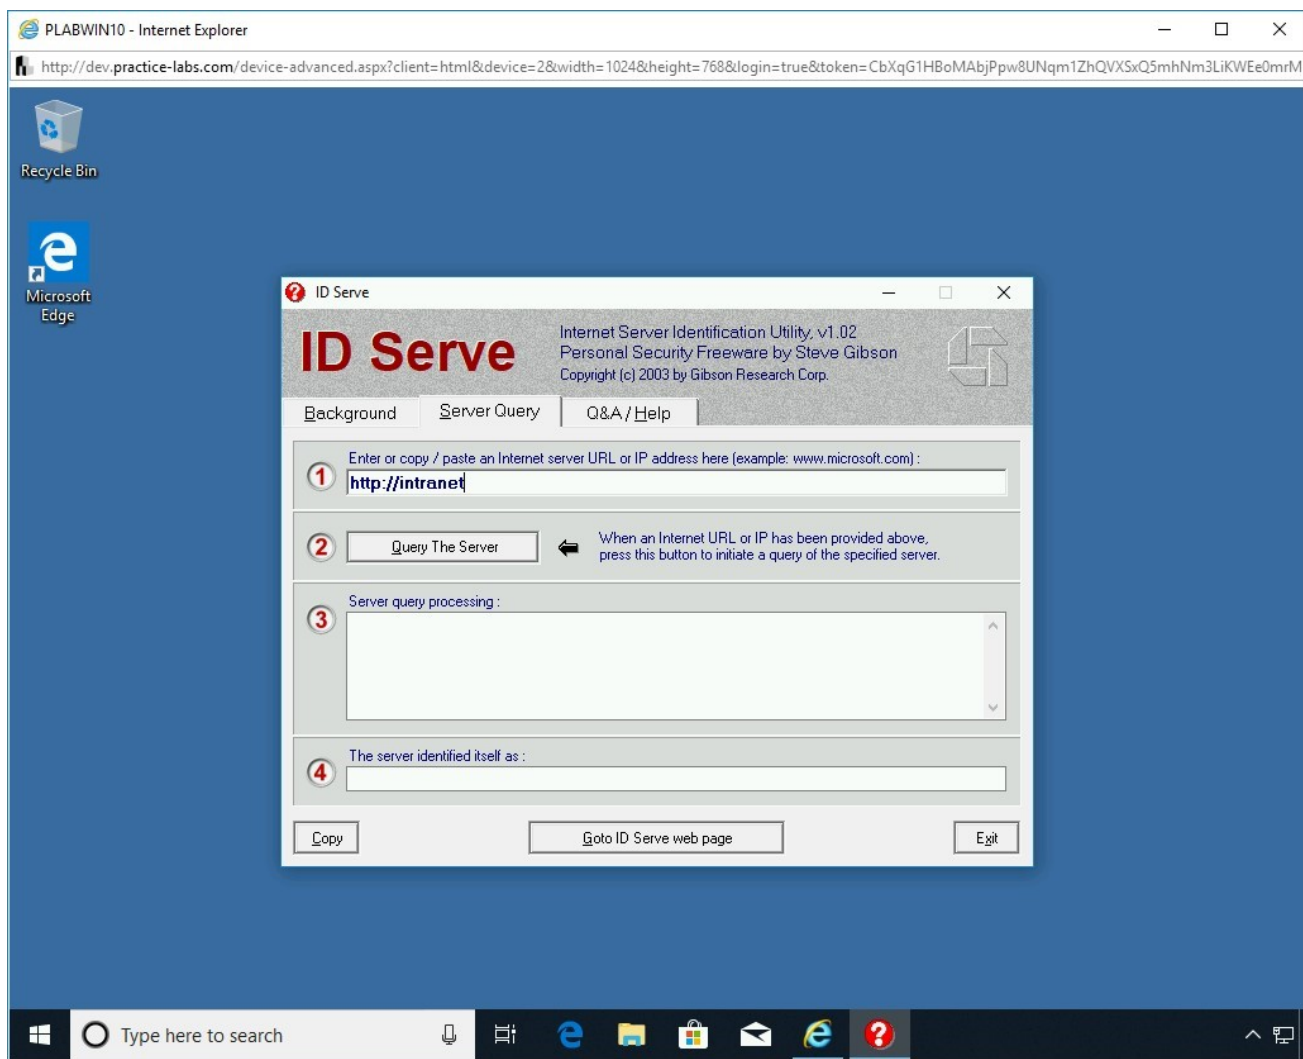 PLABWIN10 - Internet Explorer
http://dev.practice-labs.com/device-advanced.aspx?client=html&device=2&width=1024&height=768&login=true&token=CbXqG1HBoMAbjPpw8UNqm1ZhQVXSxQ5mhNm3LiKWEe0mrM
Recycle Bin
Microsoft
Edge
ID Serve
ID Serve
Internet Server Identification Utility, v1.02
Personal Security Freeware by Steve Gibson
Copyright (c) 2003 by Gibson Research Corp.
Background
Server Query
Q&A / Help
1
Enter or copy / paste an Internet server URL or IP address here (example: www.microsoft.com) :
http://intranet
2
Query The Server
When an Internet URL or IP has been provided above,
press this button to initiate a query of the specified server.
3
Server query processing :
4
The server identified itself as :
Copy
Goto ID Serve web page
Exit
Type here to search